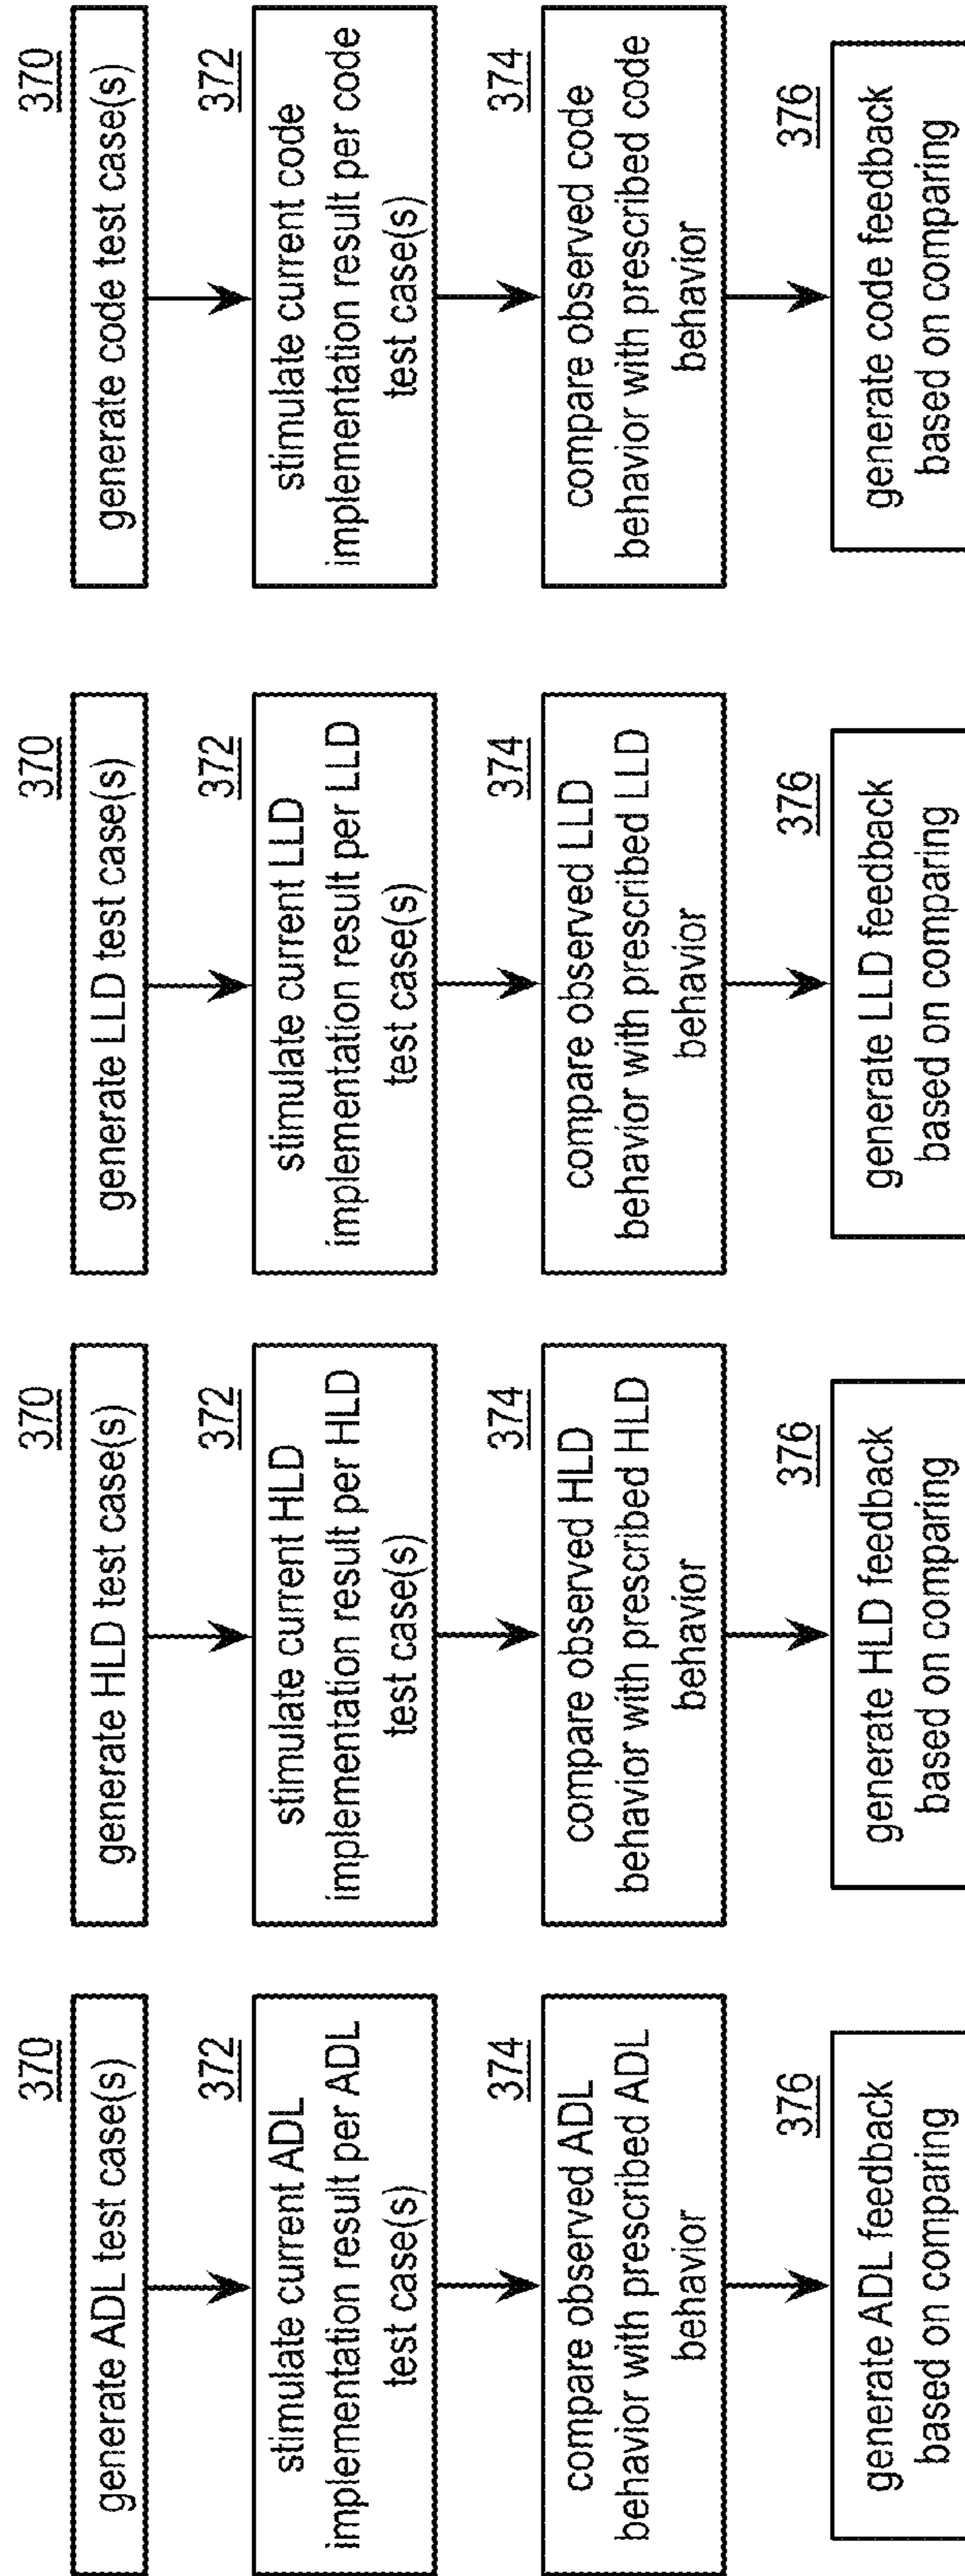 370
generate ADL test case(s)
372
stimulate current ADL
implementation result per ADL
test case(s)
374
compare observed ADL
behavior with prescribed ADL
behavior
376
generate ADL feedback
based on comparing
370
generate HLD test case(s)
372
stimulate current HLD
implementation result per HLD
test case(s)
374
compare observed HLD
behavior with prescribed HLD
behavior
376
generate HLD feedback
based on comparing
370
generate LLD test case(s)
372
stimulate current LLD
implementation result per LLD
test case(s)
374
compare observed LLD
behavior with prescribed LLD
behavior
376
generate LLD feedback
based on comparing
370
generate code test case(s)
372
stimulate current code
implementation result per code
test case(s)
374
compare observed code
behavior with prescribed code
behavior
376
generate code feedback
based on comparing